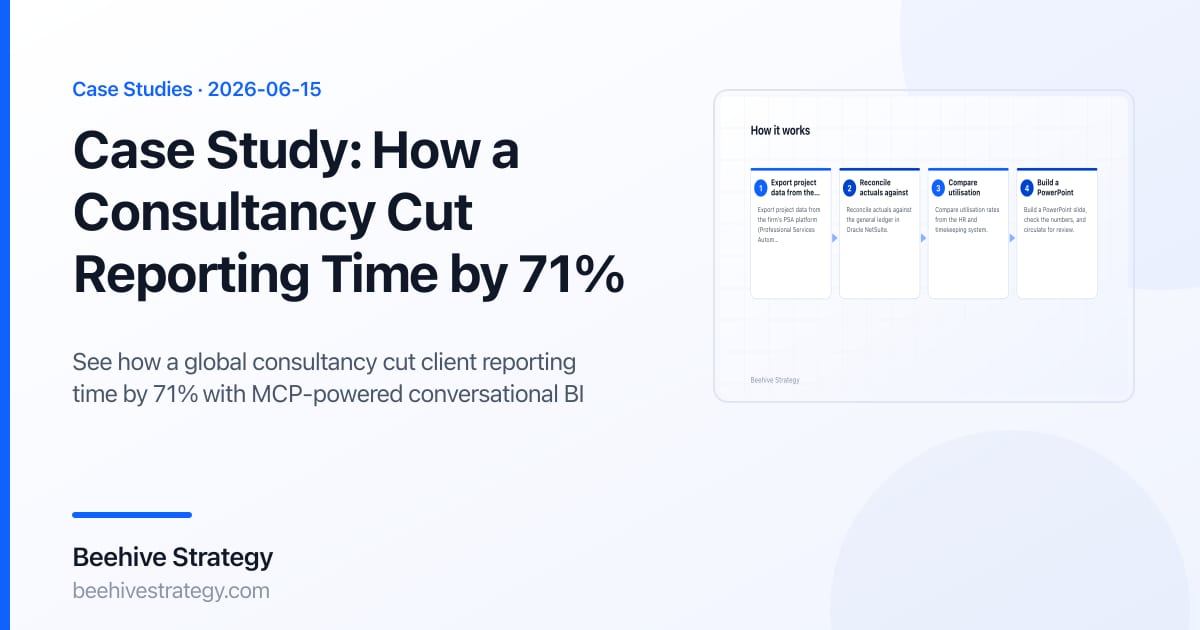 Case Studies · 2026-06-15
Case Study: How a
Consultancy Cut
Reporting Time by 71%
See how a global consultancy cut client reporting
time by 71% with MCP-powered conversational BI
Beehive Strategy
beehivestrategy.com
How it works
1
Export project
data from the...
Export project data from
the firm's PSA platform
(Professional Services
Autom...
2
Reconcile
actuals against
Reconcile actuals against
the general ledger in
Oracle NetSuite.
3
Compare
utilisation
Compare utilisation rates
from the HR and
timekeeping system.
4
Build a
PowerPoint
Build a PowerPoint slide,
check the numbers, and
circulate for review.
Beehive Strategy